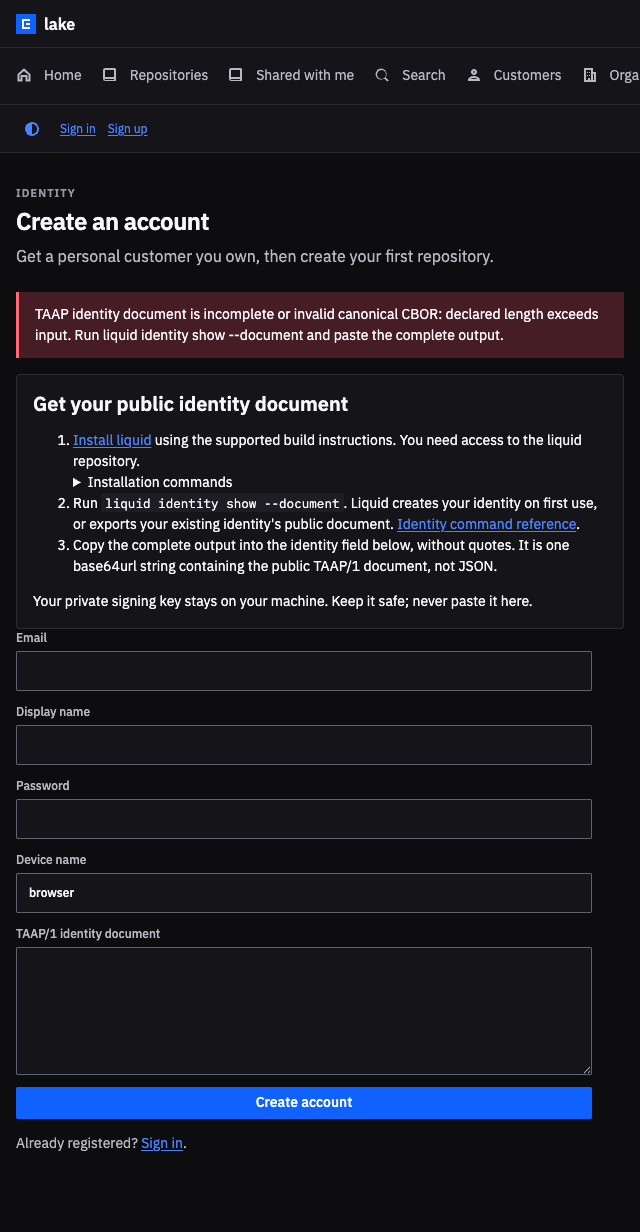 lake
Home Repositories Shared with me Search Customers Orga
Sign in Sign up
IDENTITY
Create an account
Get a personal customer you own, then create your first repository.
TAAP identity document is incomplete or invalid canonical CBOR: declared length exceeds
input. Run liquid identity show --document and paste the complete output.
Get your public identity document
1. Install liquid using the supported build instructions. You need access to the liquid
repository.
Installation commands
2. Run liquid identity show --document. Liquid creates your identity on first use,
or exports your existing identity's public document. Identity command reference.
3. Copy the complete output into the identity field below, without quotes. It is one
base64url string containing the public TAAP/1 document, not JSON.
Your private signing key stays on your machine. Keep it safe; never paste it here.
Email
Display name
Password
Device name
browser
TAAP/1 identity document
Create account
Already registered? Sign in.